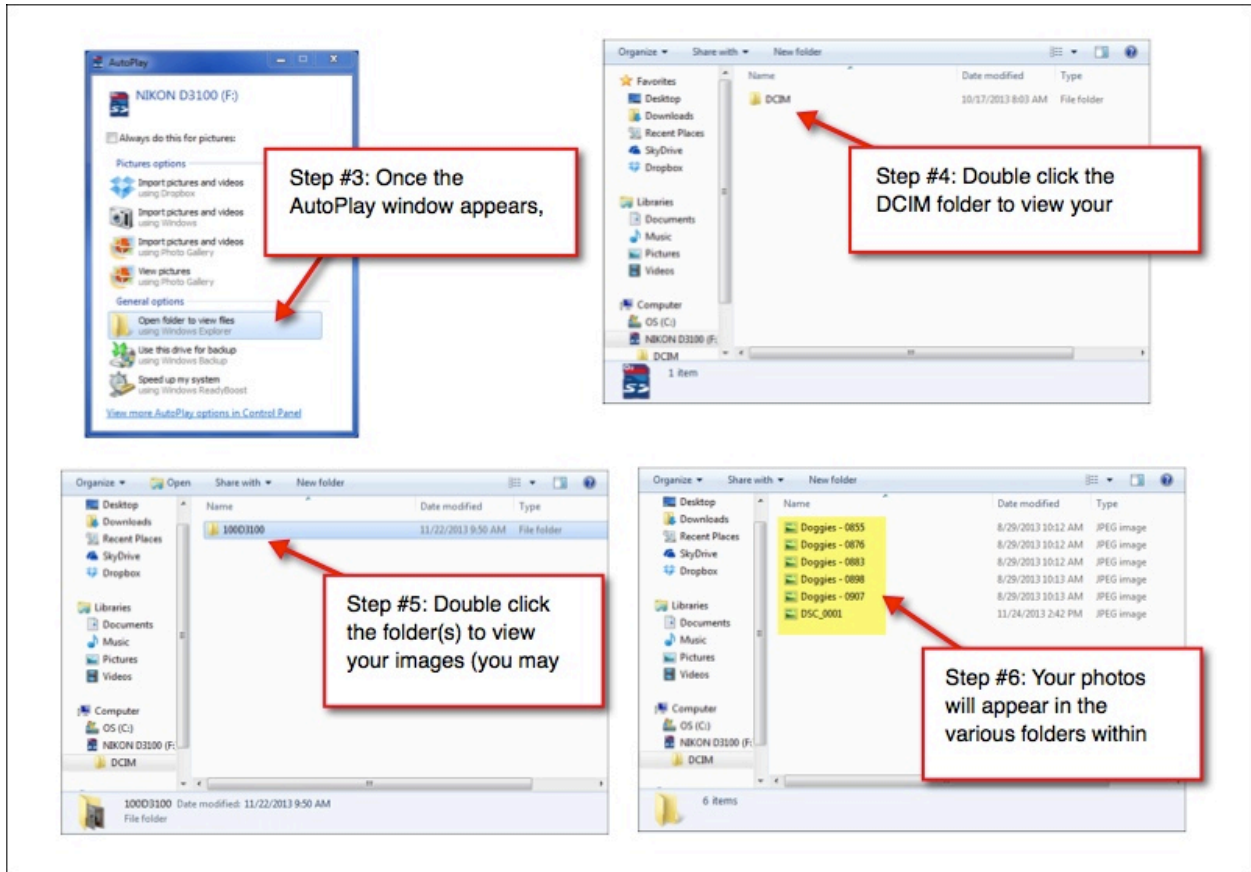 AutoPlay
NIKON D3100 (F:)
Always do this for pictures:
Pictures options
Import pictures and videos
using Dropbox
Import pictures and videos
using Windows
Import pictures and videos
using Photo Gallery
View pictures
using Photo Gallery
General options
Open folder to view files
using Windows Explorer
Use this drive for backup
using Windows Backup
Speed up my system
using Windows ReadyBoost
View more AutoPlay options in Control Panel
Step #3: Once the
AutoPlay window appears,
Organize Share with New folder
Favorites
Desktop
Downloads
Recent Places
SkyDrive
Dropbox
Libraries
Documents
Music
Pictures
Videos
Computer
OS (C:)
NIKON D3100 (F:
DCIM
Name Date modified Type
DCIM 10/17/2013 8:03 AM File folder
1 item
Step #4: Double click the
DCIM folder to view your
Organize Open Share with New folder
Desktop
Downloads
Recent Places
SkyDrive
Dropbox
Libraries
Documents
Music
Pictures
Videos
Computer
OS (C:)
NIKON D3100 (F:
DCIM
Name Date modified Type
100D3100 11/22/2013 9:50 AM File folder
100D3100 Date modified: 11/22/2013 9:50 AM
File folder
Step #5: Double click
the folder(s) to view
your images (you may
Organize Share with New folder
Desktop
Downloads
Recent Places
SkyDrive
Dropbox
Libraries
Documents
Music
Pictures
Videos
Computer
OS (C:)
NIKON D3100 (F:
DCIM
Name Date modified Type
Doggies - 0855 8/29/2013 10:12 AM JPEG image
Doggies - 0876 8/29/2013 10:12 AM JPEG image
Doggies - 0883 8/29/2013 10:12 AM JPEG image
Doggies - 0898 8/29/2013 10:13 AM JPEG image
Doggies - 0907 8/29/2013 10:13 AM JPEG image
DSC_0001 11/24/2013 2:42 PM JPEG image
6 items
Step #6: Your photos
will appear in the
various folders within